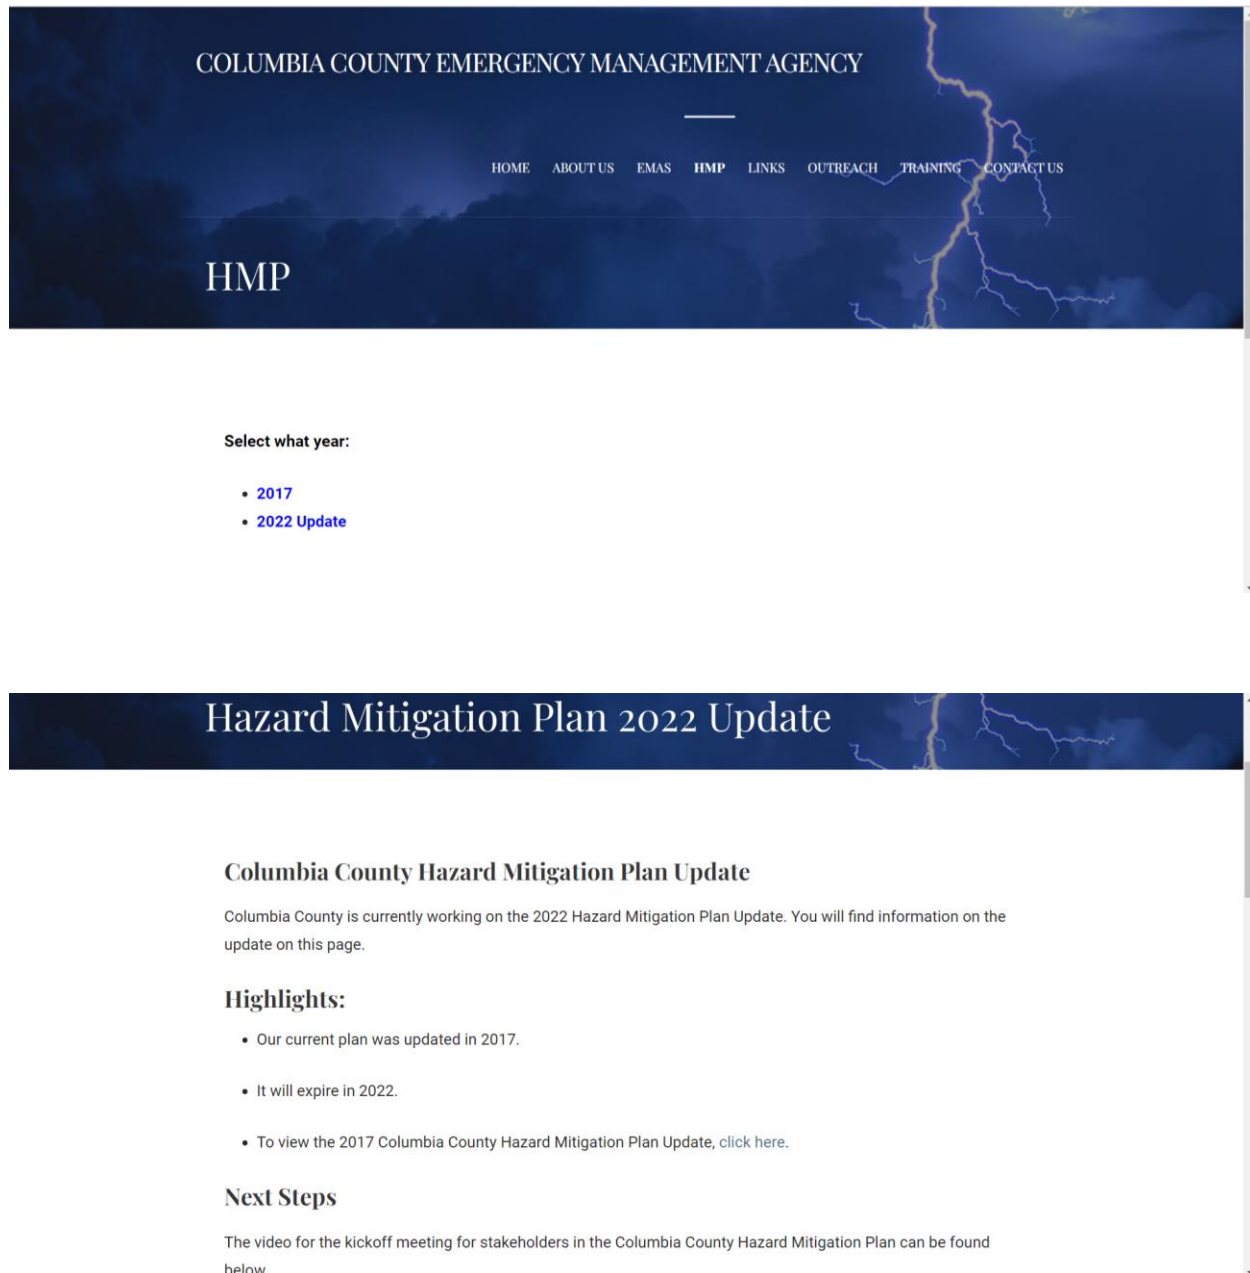 COLUMBIA COUNTY EMERGENCY MANAGEMENT AGENCY
HOME ABOUT US EMAS HMP LINKS OUTREACH TRAINING CONTACT US
HMP
Select what year:
• 2017
• 2022 Update
Hazard Mitigation Plan 2022 Update
Columbia County Hazard Mitigation Plan Update
Columbia County is currently working on the 2022 Hazard Mitigation Plan Update. You will find information on the
update on this page.
Highlights:
• Our current plan was updated in 2017.
• It will expire in 2022.
• To view the 2017 Columbia County Hazard Mitigation Plan Update, click here.
Next Steps
The video for the kickoff meeting for stakeholders in the Columbia County Hazard Mitigation Plan can be found
below